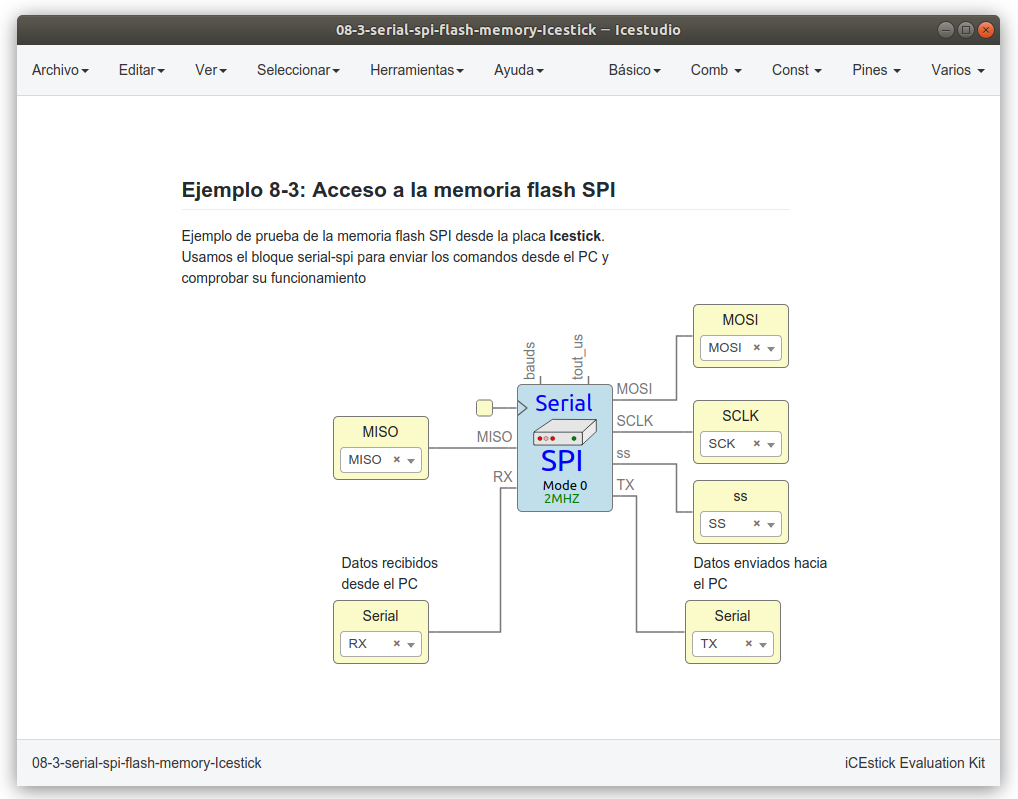 08-3-serial-spi-flash-memory-Icestick — Icestudio
Archivo Editar Ver Seleccionar Herramientas Ayuda Básico Comb Const Pines Varios
Ejemplo 8-3: Acceso a la memoria flash SPI
Ejemplo de prueba de la memoria flash SPI desde la placa Icestick.
Usamos el bloque serial-spi para enviar los comandos desde el PC y
comprobar su funcionamiento
bauds
tout_us
MOSI
MOSI
MOSI
Serial
SCLK
SCLK
SCK
MISO
MISO
MISO
SPI
ss
ss
SS
RX
Mode 0
2MHZ
TX
Datos recibidos
desde el PC
Datos enviados hacia
el PC
Serial
RX
Serial
TX
08-3-serial-spi-flash-memory-Icestick
iCEstick Evaluation Kit